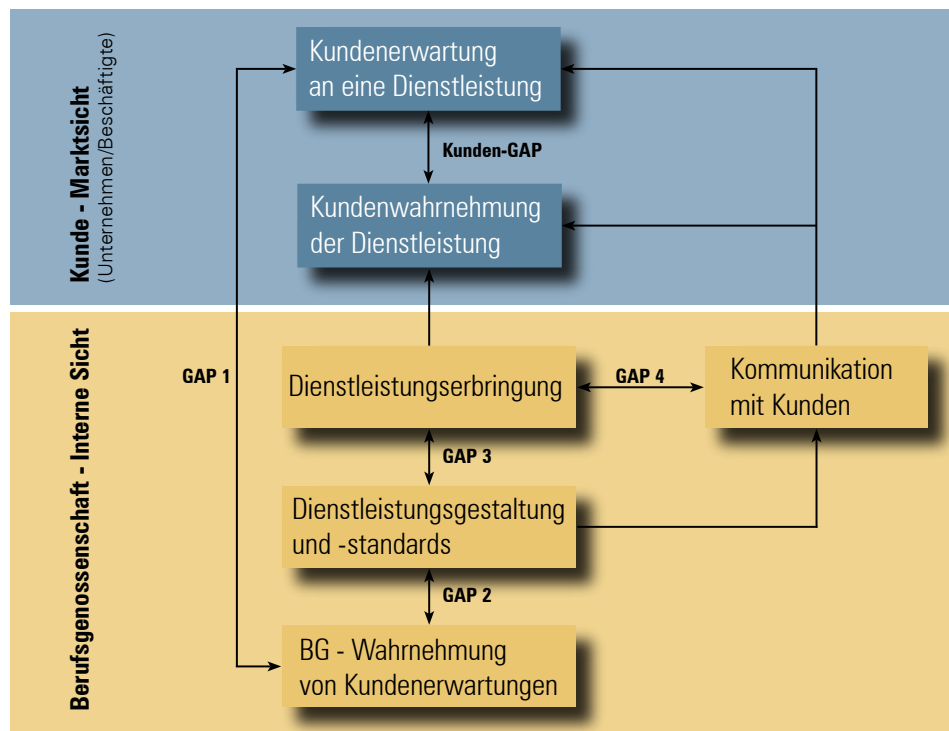 Kunde - Marktsicht
(Unternehmen/Beschäftigte)
Kundenerwartung
an eine Dienstleistung
Kunden-GAP
Kundenwahrnehmung
der Dienstleistung
Berufsgenossenschaft - Interne Sicht
GAP 1
Dienstleistungserbringung
GAP 4
Kommunikation
mit Kunden
GAP 3
Dienstleistungsgestaltung
und -standards
GAP 2
BG - Wahrnehmung
von Kundenerwartungen